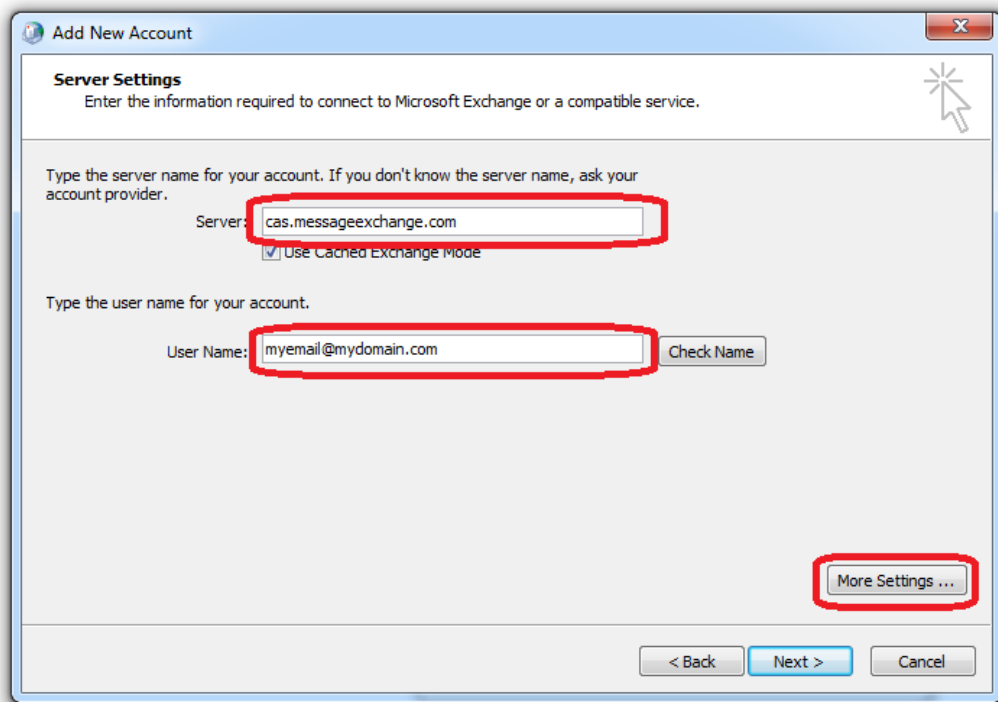 Add New Account
X
Server Settings
Enter the information required to connect to Microsoft Exchange or a compatible service.
Type the server name for your account. If you don't know the server name, ask your
account provider.
Server: cas.messageexchange.com
Use Cached Exchange Mode
Type the user name for your account.
User Name: myemail@mydomain.com Check Name
More Settings ...
< Back Next > Cancel